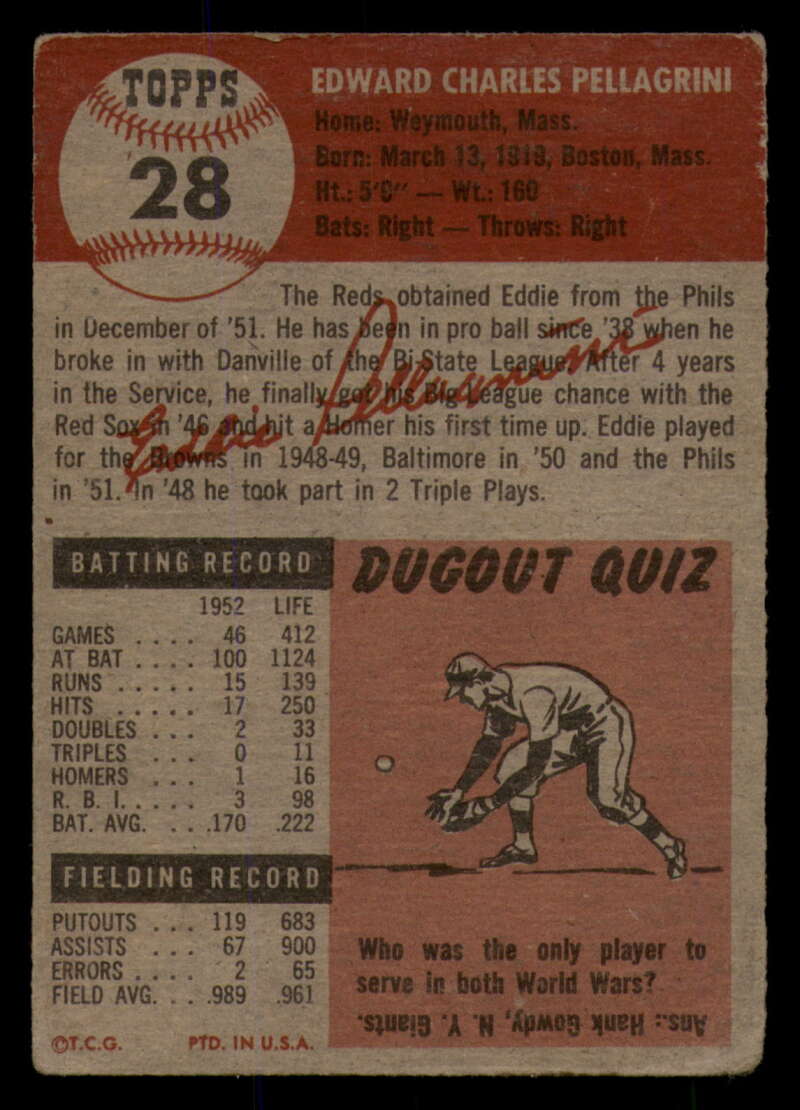 TOPPS
28
EDWARD CHARLES PELLAGRINI
Home: Weymouth, Mass.
Born: March 13, 1918, Boston, Mass.
Ht.: 5'9" — Wt.: 160
Bats: Right — Throws: Right
The Reds obtained Eddie from the Phils
in December of '51. He has been in pro ball since '38 when he
broke in with Danville of the Bi-State League. After 4 years
in the Service, he finally got his Big League chance with the
Red Sox in '46 and hit a Homer his first time up. Eddie played
for the Browns in 1948-49, Baltimore in '50 and the Phils
in '51. In '48 he took part in 2 Triple Plays.
Eddie Pellagrini
BATTING RECORD
1952 LIFE
GAMES .... 46 412
AT BAT .... 100 1124
RUNS ..... 15 139
HITS ..... 17 250
DOUBLES ... 2 33
TRIPLES ... 0 11
HOMERS ... 1 16
R. B. I. .... 3 98
BAT. AVG. ... .170 .222
FIELDING RECORD
PUTOUTS ... 119 683
ASSISTS ... 67 900
ERRORS .... 2 65
FIELD AVG. ... .989 .961
©T.C.G. PTD. IN U.S.A.
DUGOUT QUIZ
Who was the only player to
serve in both World Wars?
Ans.: Hank Gowdy, N. Y. Giants.